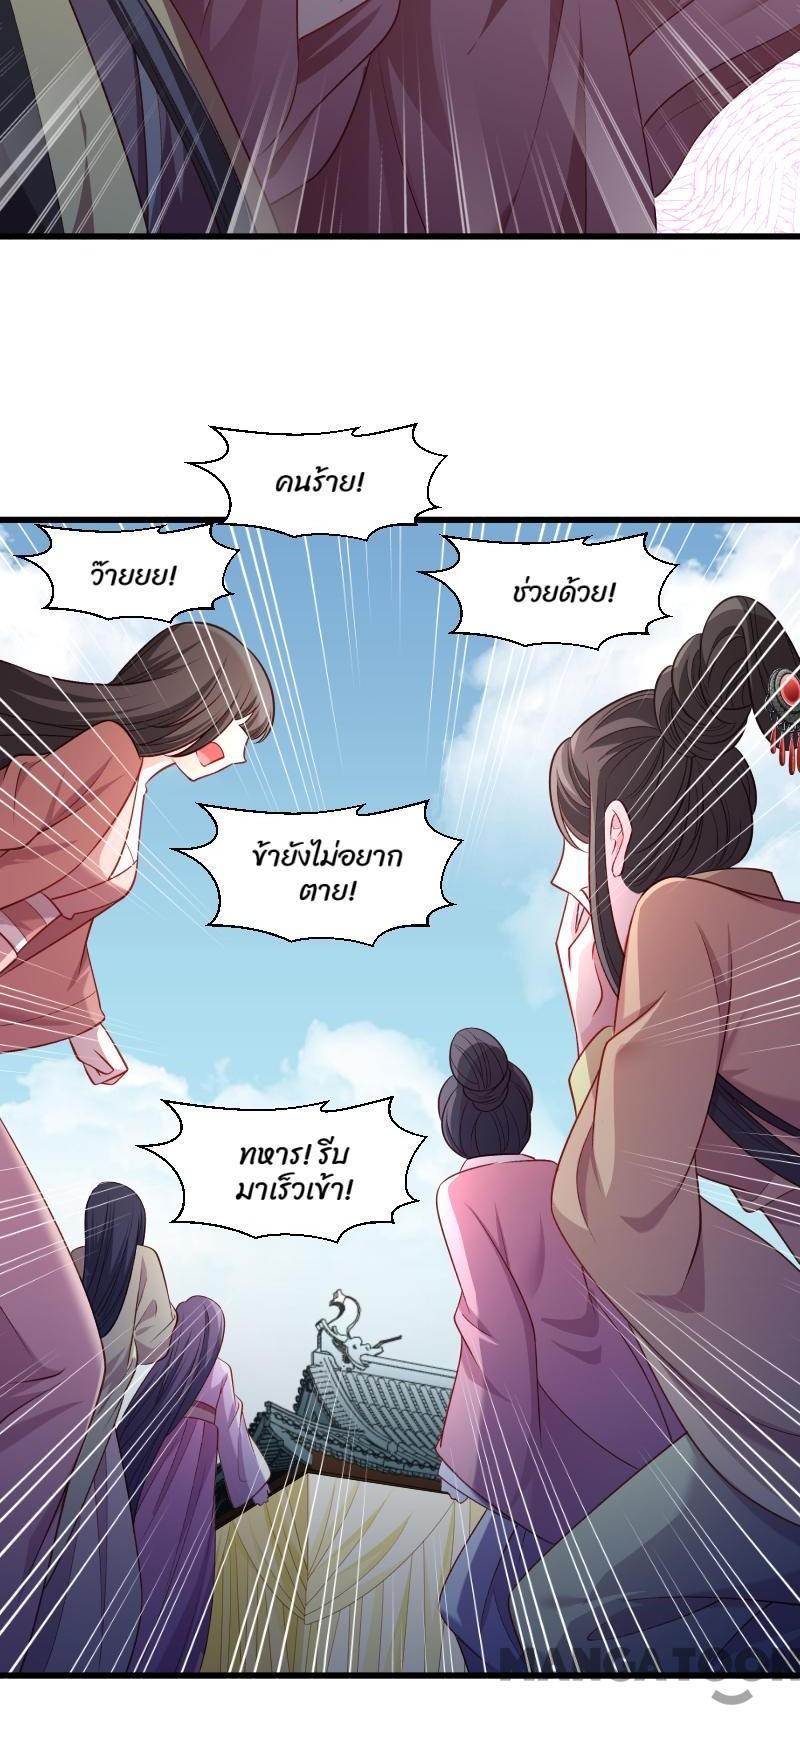 คนร้าย!
ว๊ายยย!
ช่วยด้วย!
ข้ายังไม่อยาก
ตาย!
ทหาร! รีบ
มาเร็วเข้า!
MANGATOON